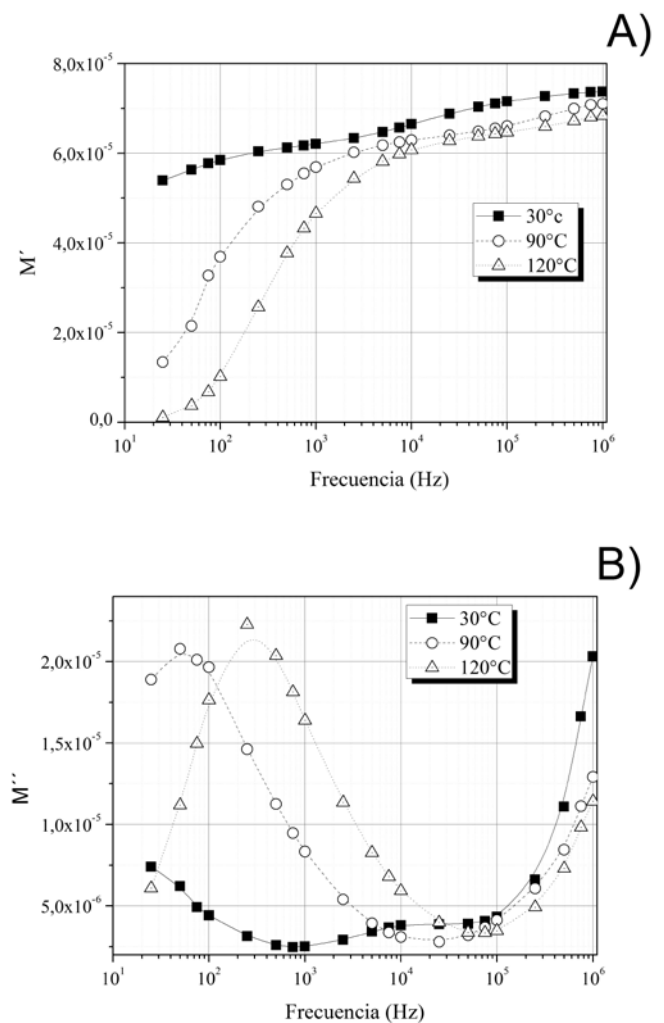 A)
8,0x10⁻⁵
6,0x10⁻⁵
4,0x10⁻⁵
2,0x10⁻⁵
0,0
M´
30°c
90°C
120°C
10¹ 10² 10³ 10⁴ 10⁵ 10⁶
Frecuencia (Hz)
B)
2,0x10⁻⁵
1,5x10⁻⁵
1,0x10⁻⁵
5,0x10⁻⁶
M´´
30°C
90°C
120°C
10¹ 10² 10³ 10⁴ 10⁵ 10⁶
Frecuencia (Hz)